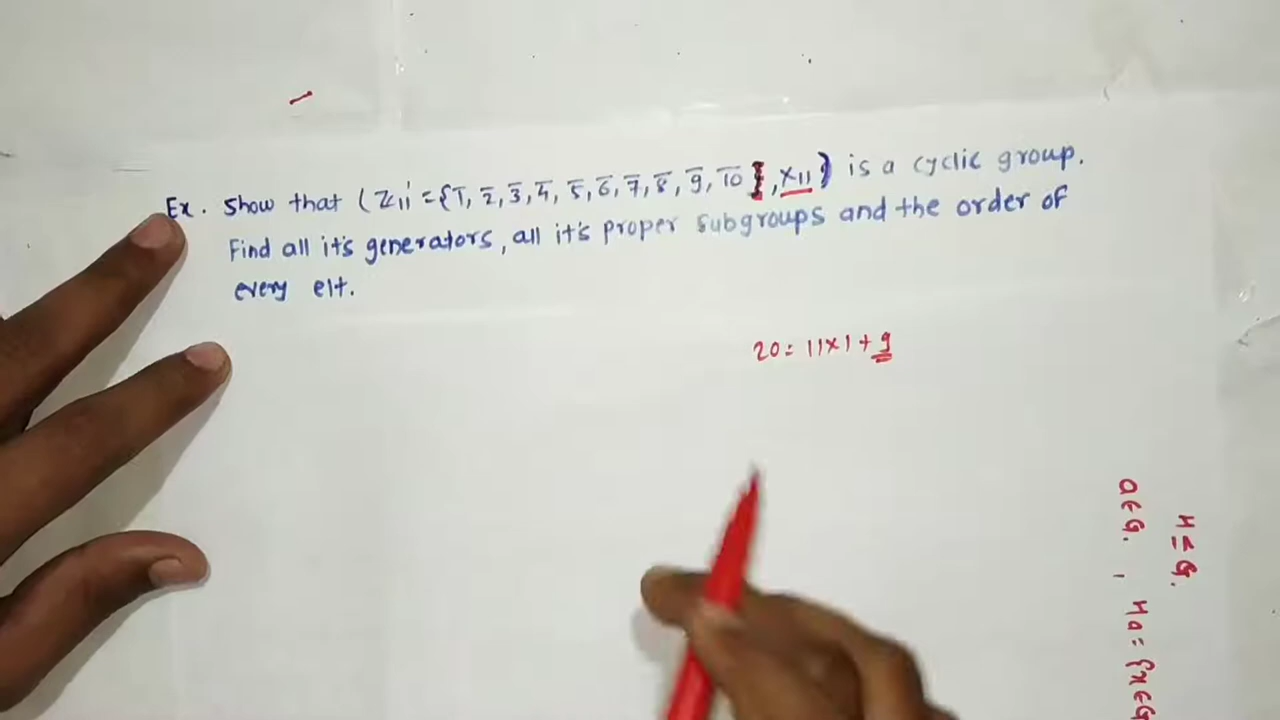 Ex. Show that (Z₁₁' = {1̅, 2̅, 3̅, 4̅, 5̅, 6̅, 7̅, 8̅, 9̅, 1̅0̅}, ×₁₁) is a cyclic group.
Find all it's generators, all it's proper subgroups and the order of
every elt.
20 = 11×1 + 9
H ≤ G.
a ∈ G. , Ha = {x ∈ G